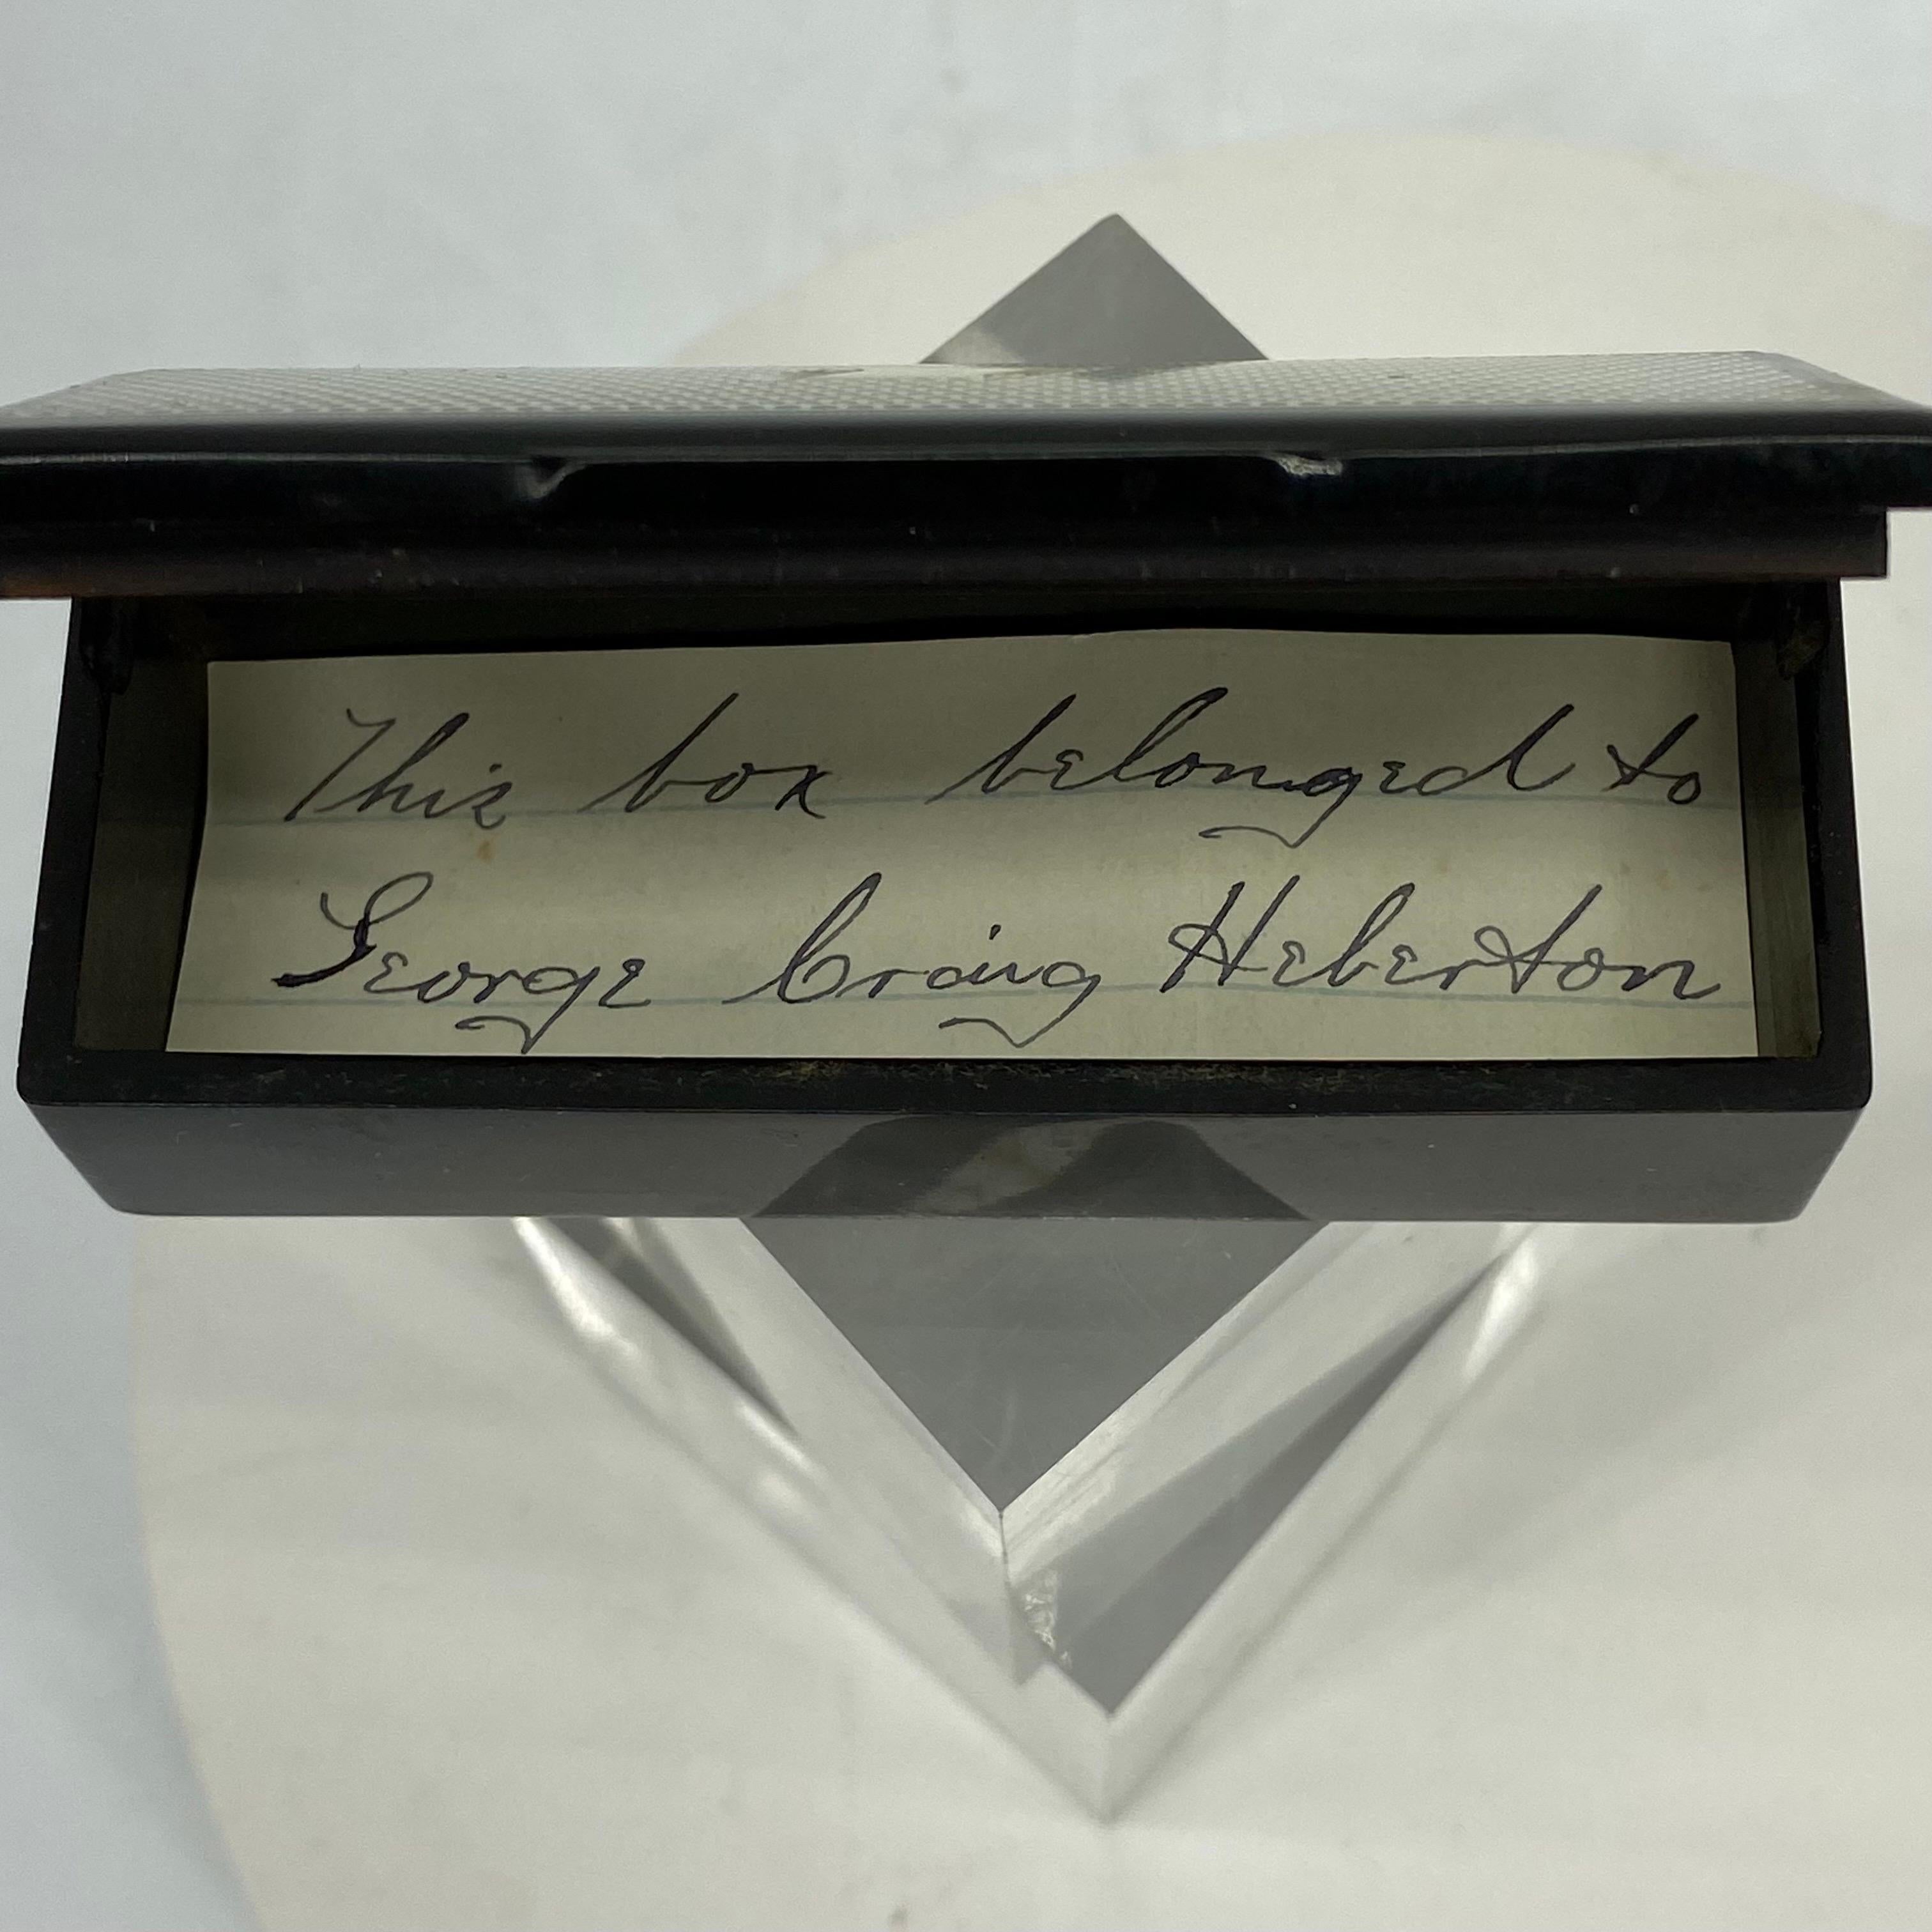 This box belonged to
George Craig Heberton